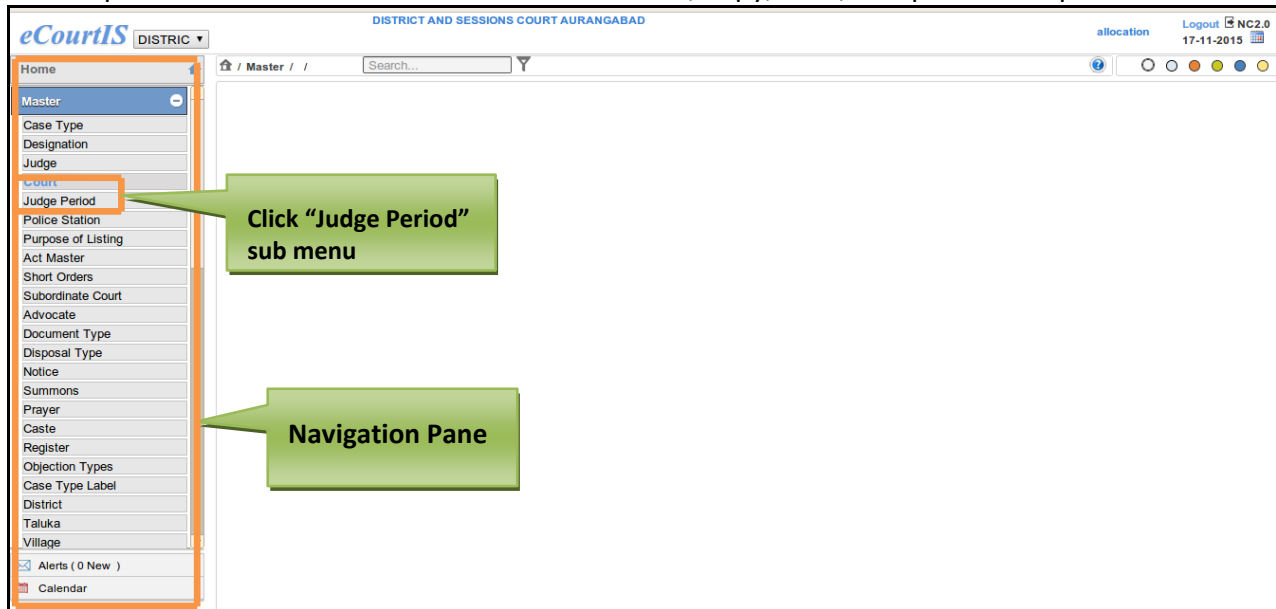 eCourtIS DISTRIC ▼
DISTRICT AND SESSIONS COURT AURANGABAD
allocation
Logout NC2.0
17-11-2015
Home
/ Master / /
Search...
Master
Case Type
Designation
Judge
Court
Judge Period
Police Station
Purpose of Listing
Act Master
Short Orders
Subordinate Court
Advocate
Document Type
Disposal Type
Notice
Summons
Prayer
Caste
Register
Objection Types
Case Type Label
District
Taluka
Village
Alerts ( 0 New )
Calendar
Click “Judge Period”
sub menu
Navigation Pane